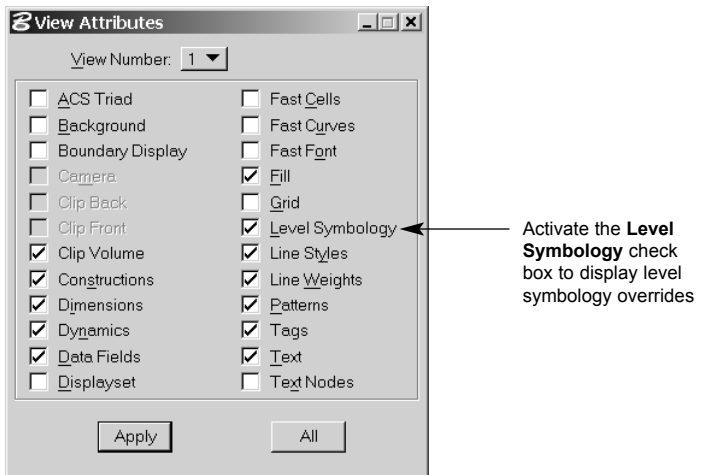 View Attributes
View Number: 1
ACS Triad
Background
Boundary Display
Camera
Clip Back
Clip Front
Clip Volume
Constructions
Dimensions
Dynamics
Data Fields
Displayset
Fast Cells
Fast Curves
Fast Font
Fill
Grid
Level Symbology
Line Styles
Line Weights
Patterns
Tags
Text
Text Nodes
Apply
All
Activate the Level
Symbology check
box to display level
symbology overrides